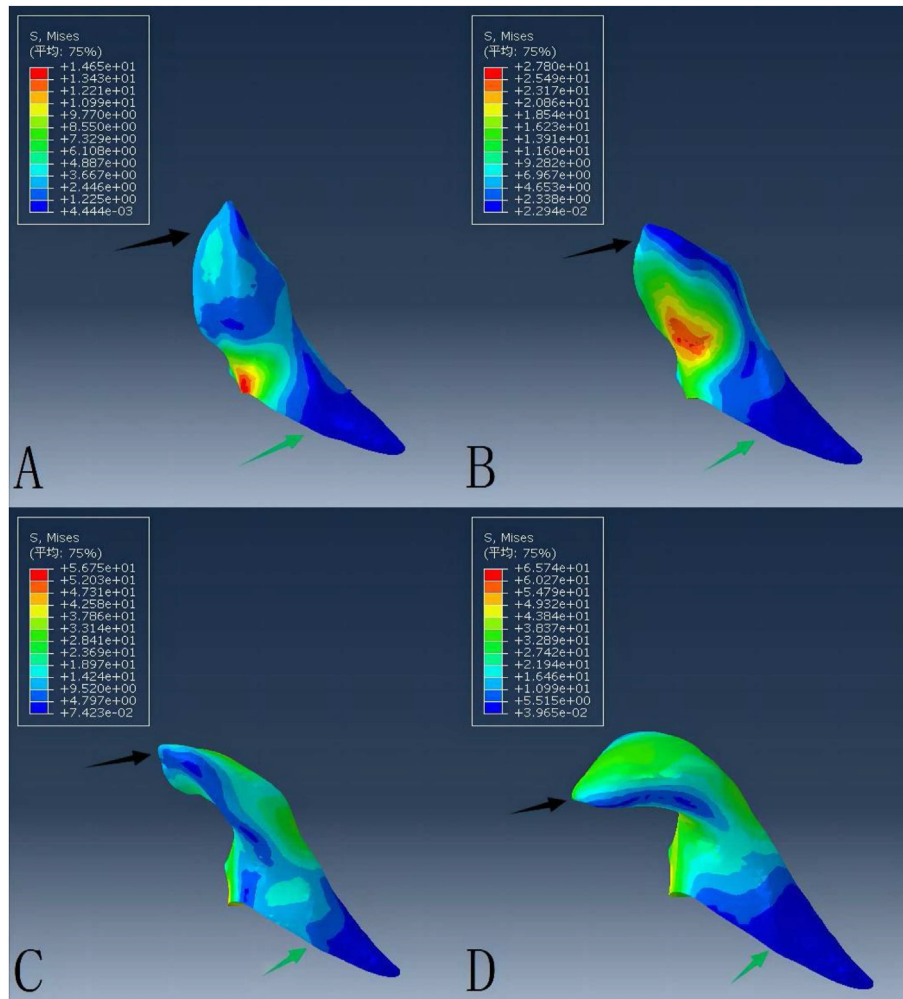 S, Mises
(平均: 75%)
+1.465e+01
+1.343e+01
+1.221e+01
+1.099e+01
+9.770e+00
+8.550e+00
+7.329e+00
+6.108e+00
+4.887e+00
+3.667e+00
+2.446e+00
+1.225e+00
+4.444e-03
A
S, Mises
(平均: 75%)
+2.780e+01
+2.549e+01
+2.317e+01
+2.086e+01
+1.854e+01
+1.623e+01
+1.391e+01
+1.160e+01
+9.282e+00
+6.967e+00
+4.653e+00
+2.338e+00
+2.294e-02
B
S, Mises
(平均: 75%)
+5.675e+01
+5.203e+01
+4.731e+01
+4.258e+01
+3.786e+01
+3.314e+01
+2.841e+01
+2.369e+01
+1.897e+01
+1.424e+01
+9.520e+00
+4.797e+00
+7.423e-02
C
S, Mises
(平均: 75%)
+6.574e+01
+6.027e+01
+5.479e+01
+4.932e+01
+4.384e+01
+3.837e+01
+3.289e+01
+2.742e+01
+2.194e+01
+1.646e+01
+1.099e+01
+5.515e+00
+3.965e-02
D